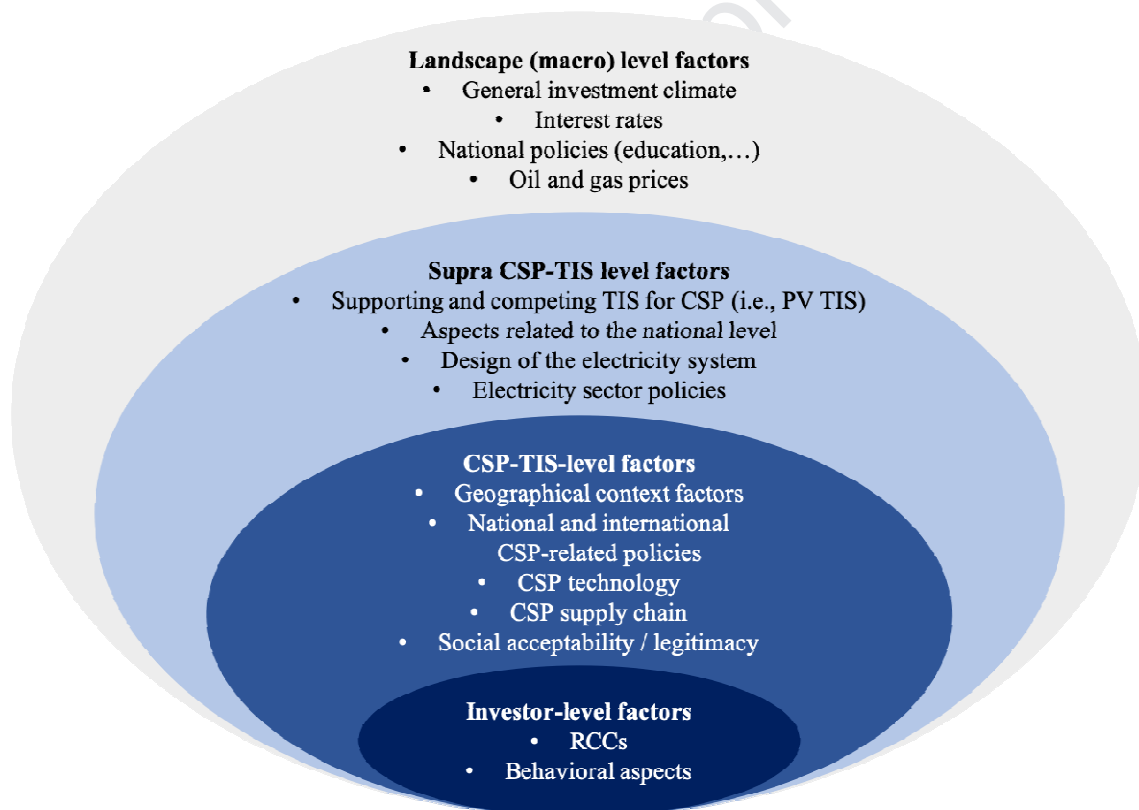 Landscape (macro) level factors
• General investment climate
• Interest rates
• National policies (education,…)
• Oil and gas prices
Supra CSP-TIS level factors
• Supporting and competing TIS for CSP (i.e., PV TIS)
• Aspects related to the national level
• Design of the electricity system
• Electricity sector policies
CSP-TIS-level factors
• Geographical context factors
• National and international
CSP-related policies
• CSP technology
• CSP supply chain
• Social acceptability / legitimacy
Investor-level factors
• RCCs
• Behavioral aspects